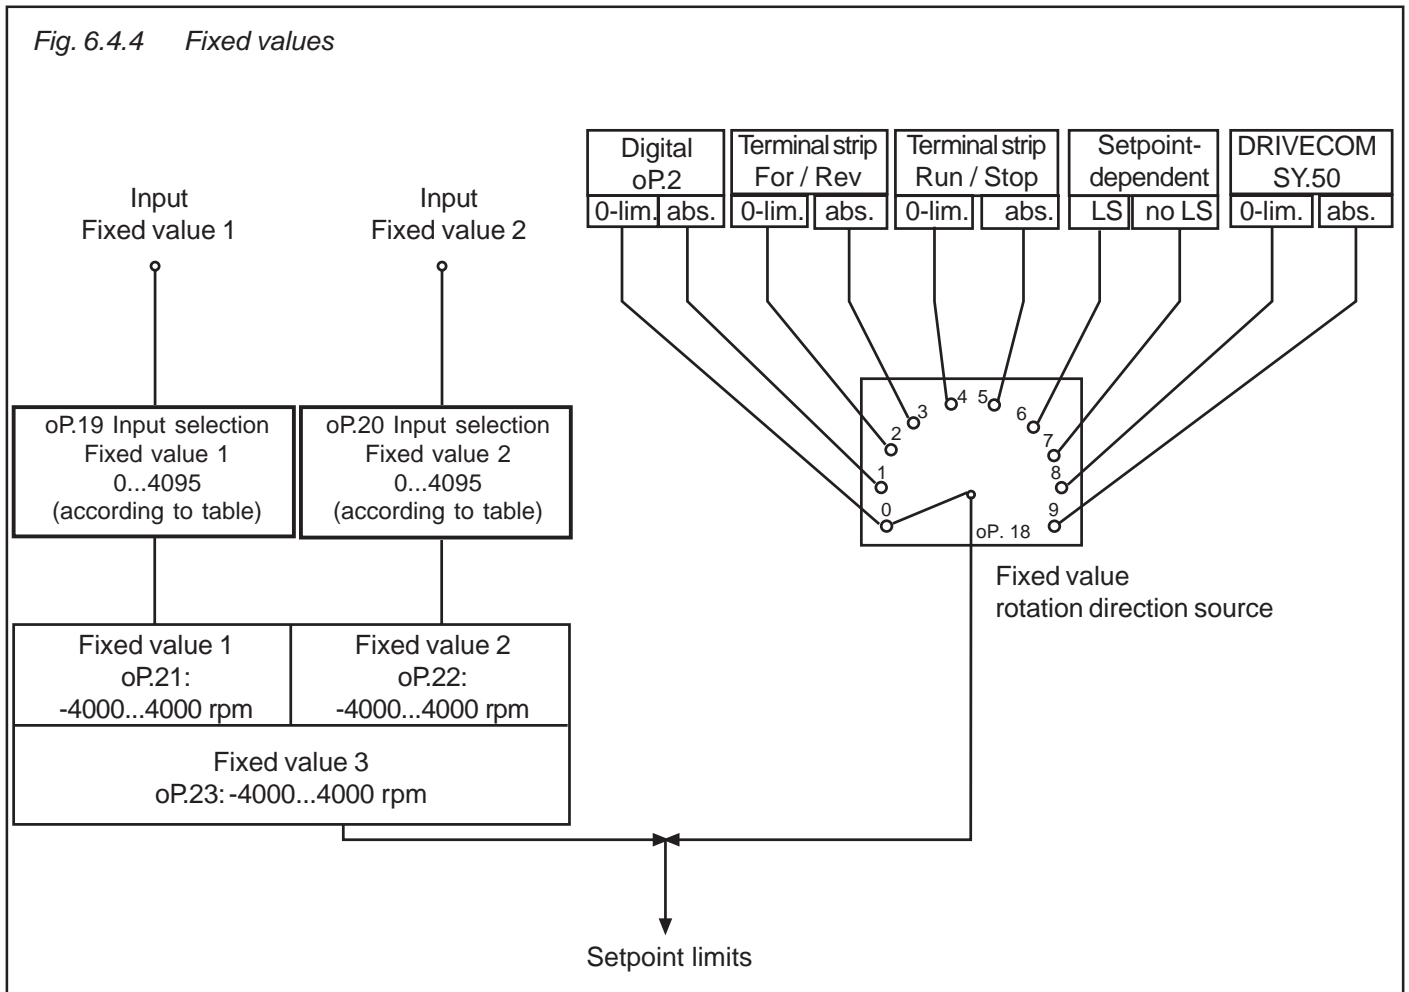 Fig. 6.4.4 Fixed values
Input
Fixed value 1
Input
Fixed value 2
Digital
oP.2
0-lim. abs.
Terminal strip
For / Rev
0-lim. abs.
Terminal strip
Run / Stop
0-lim. abs.
Setpoint-
dependent
LS no LS
DRIVECOM
SY.50
0-lim. abs.
oP.19 Input selection
Fixed value 1
0...4095
(according to table)
oP.20 Input selection
Fixed value 2
0...4095
(according to table)
0
1
2
3
4
5
6
7
8
9
oP. 18
Fixed value
rotation direction source
Fixed value 1
oP.21:
-4000...4000 rpm
Fixed value 2
oP.22:
-4000...4000 rpm
Fixed value 3
oP.23: -4000...4000 rpm
Setpoint limits